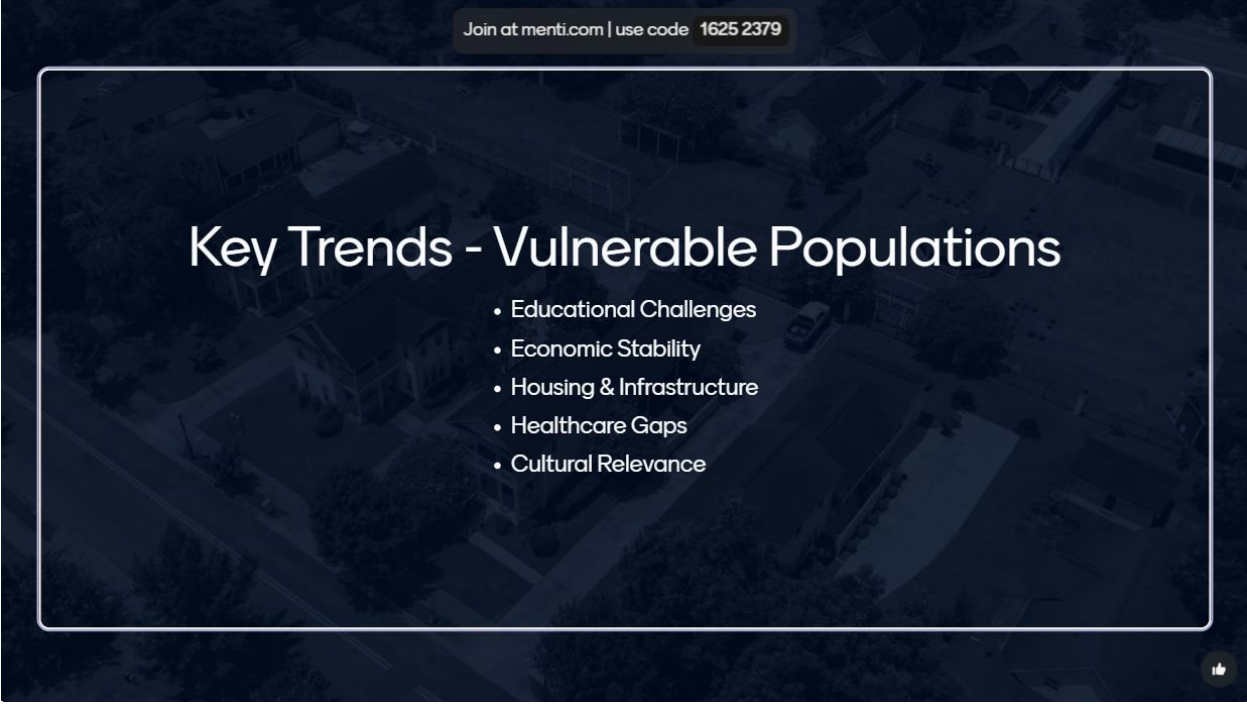 Join at menti.com | use code 1625 2379
Key Trends - Vulnerable Populations
• Educational Challenges
• Economic Stability
• Housing & Infrastructure
• Healthcare Gaps
• Cultural Relevance